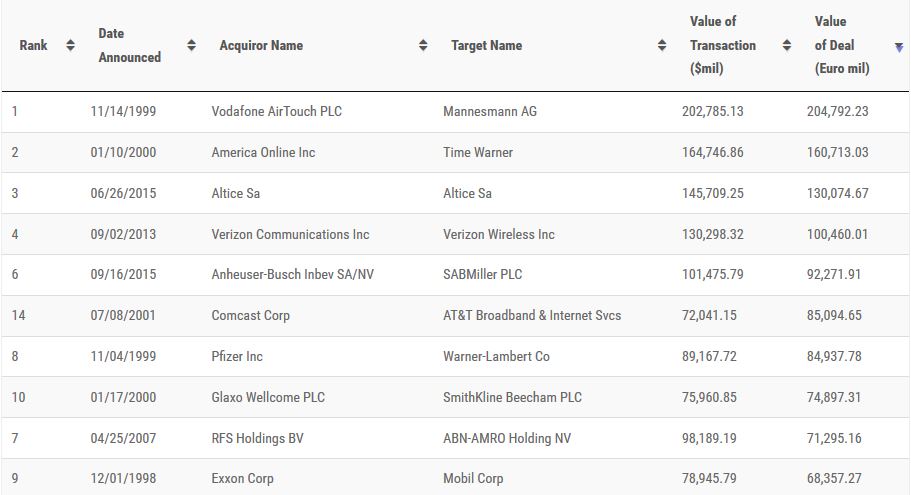 Rank Date Announced Acquiror Name Target Name Value of Transaction ($mil) Value of Deal (Euro mil)
1 11/14/1999 Vodafone AirTouch PLC Mannesmann AG 202,785.13 204,792.23
2 01/10/2000 America Online Inc Time Warner 164,746.86 160,713.03
3 06/26/2015 Altice Sa Altice Sa 145,709.25 130,074.67
4 09/02/2013 Verizon Communications Inc Verizon Wireless Inc 130,298.32 100,460.01
6 09/16/2015 Anheuser-Busch Inbev SA/NV SABMiller PLC 101,475.79 92,271.91
14 07/08/2001 Comcast Corp AT&T Broadband & Internet Svcs 72,041.15 85,094.65
8 11/04/1999 Pfizer Inc Warner-Lambert Co 89,167.72 84,937.78
10 01/17/2000 Glaxo Wellcome PLC SmithKline Beecham PLC 75,960.85 74,897.31
7 04/25/2007 RFS Holdings BV ABN-AMRO Holding NV 98,189.19 71,295.16
9 12/01/1998 Exxon Corp Mobil Corp 78,945.79 68,357.27